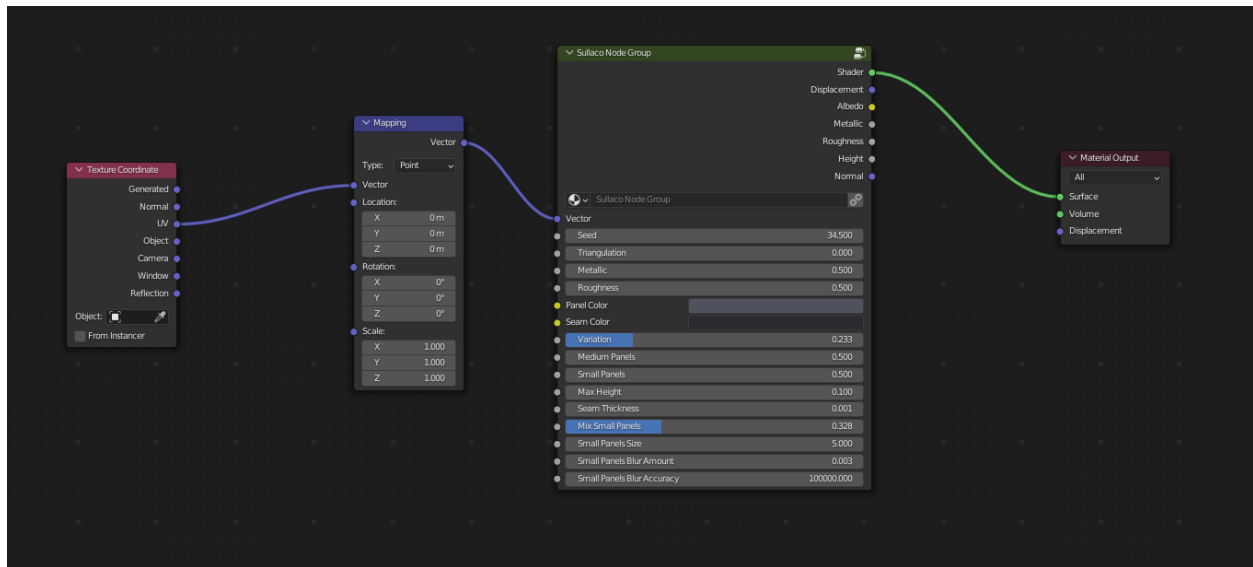 Texture Coordinate
Generated
Normal
UV
Object
Camera
Window
Reflection
Object:
From Instancer
Mapping
Vector
Type: Point
Vector
Location:
X 0 m
Y 0 m
Z 0 m
Rotation:
X 0°
Y 0°
Z 0°
Scale:
X 1.000
Y 1.000
Z 1.000
Sullaco Node Group
Shader
Displacement
Albedo
Metallic
Roughness
Height
Normal
Sullaco Node Group
Vector
Seed 34.500
Triangulation 0.000
Metallic 0.500
Roughness 0.500
Panel Color
Seam Color
Variation 0.233
Medium Panels 0.500
Small Panels 0.500
Max Height 0.100
Seam Thickness 0.001
Mix Small Panels 0.328
Small Panels Size 5.000
Small Panels Blur Amount 0.003
Small Panels Blur Accuracy 100000.000
Material Output
All
Surface
Volume
Displacement